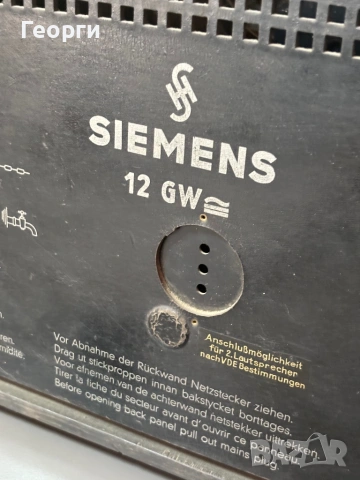 Георги
SIEMENS
12 GW≅
Anschlußmöglichkeit
für 2. Lautsprecher
nach VDE Bestimmungen
Vor Abnahme der Rückwand Netzstecker ziehen.
Drag ut stickproppen innan bakstycket borttages.
Voor afnemen van de achterwand netstekker uittrekken.
Tirer la fiche du secteur avant d'ouvrir ce panneau.
Before opening back panel pull out mains plug.
bazar